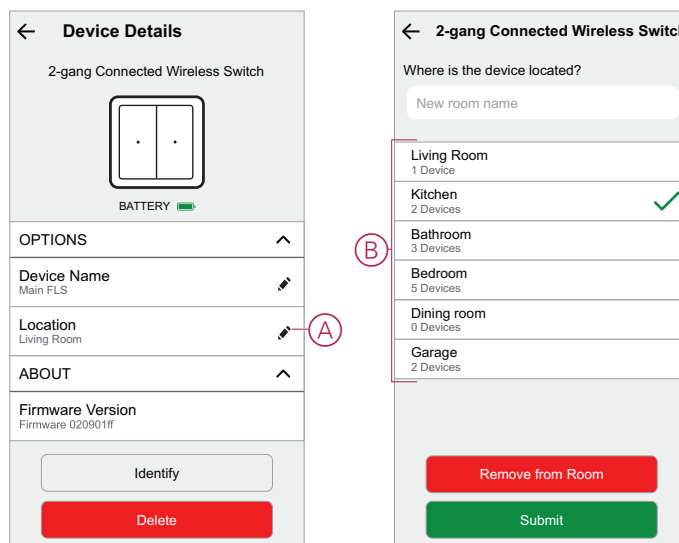 Device Details
2-gang Connected Wireless Switch
BATTERY
OPTIONS
Device Name
Main FLS
Location
Living Room
A
ABOUT
Firmware Version
Firmware 020901ff
Identify
Delete
2-gang Connected Wireless Switch
Where is the device located?
New room name
B
Living Room
1 Device
Kitchen
2 Devices
Bathroom
3 Devices
Bedroom
5 Devices
Dining room
0 Devices
Garage
2 Devices
Remove from Room
Submit